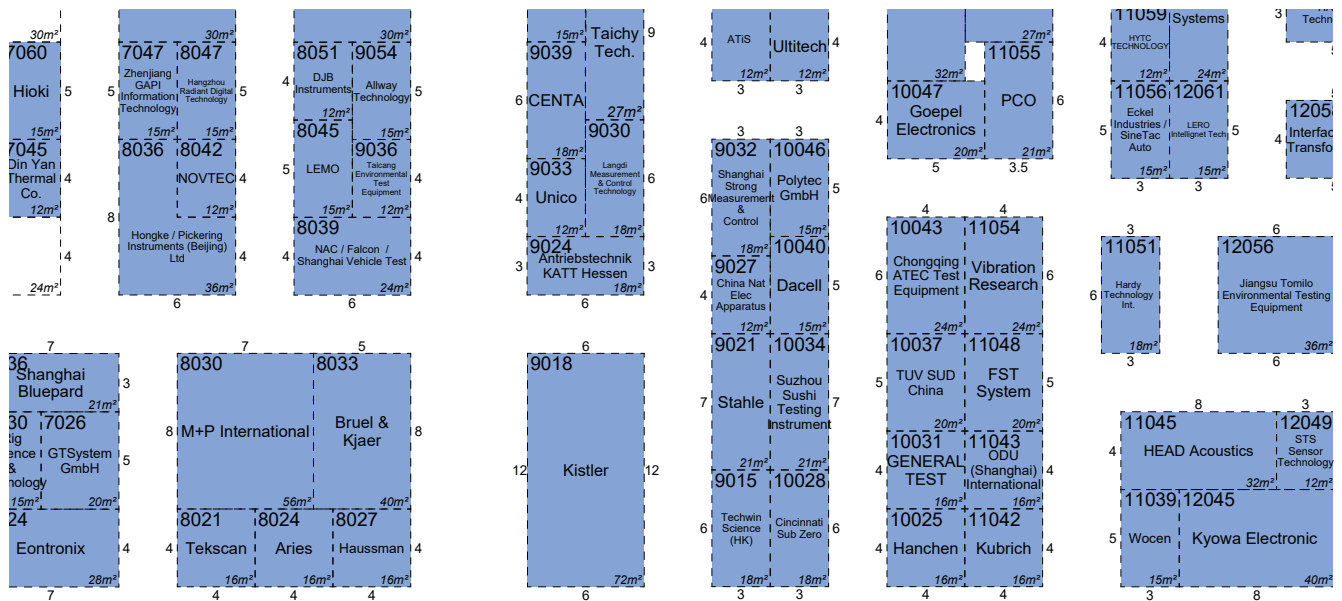 30m²
7060
Hioki
15m²
5
7045
Qin Yan
Thermal
Co.
12m²
4
4
24m²
30m²
7047
Zhenjiang
GAPI
Information
Technology
15m²
5
8047
Hangzhou
Radiant Digital
Technology
15m²
5
8036
Hongke / Pickering
Instruments (Beijing)
Ltd
36m²
8
8042
NOVTEC
12m²
4
4
6
30m²
8051
DJB
Instruments
12m²
4
9054
Allway
Technology
15m²
5
8045
LEMO
15m²
5
9036
Taicang
Environmental
Test
Equipment
12m²
4
8039
NAC / Falcon /
Shanghai Vehicle Test
24m²
4
6
15m²
Taichy
Tech.
27m²
9
9039
CENTA
18m²
6
9030
Langdi
Measurement
& Control
Technology
18m²
6
9033
Unico
12m²
4
9024
Antriebstechnik
KATT Hessen
18m²
3
3
6
ATiS
12m²
4
3
Ultitech
12m²
4
3
3
3
9032
Shanghai
Strong
Measurement
&
Control
18m²
6
10046
Polytec
GmbH
15m²
5
9027
China Nat
Elec
Apparatus
12m²
4
10040
Dacell
15m²
5
9021
Stahle
21m²
7
10034
Suzhou
Sushi
Testing
Instrument
21m²
7
9015
Techwin
Science
(HK)
18m²
6
3
10028
Cincinnati
Sub Zero
18m²
6
3
32m²
27m²
10047
Goepel
Electronics
20m²
4
5
11055
PCO
21m²
6
3.5
4
4
10043
Chongqing
ATEC Test
Equipment
24m²
6
11054
Vibration
Research
24m²
6
10037
TUV SUD
China
20m²
5
11048
FST
System
20m²
5
10031
GENERAL
TEST
16m²
4
11043
ODU
(Shanghai)
International
16m²
4
10025
Hanchen
16m²
4
4
11042
Kubrich
16m²
4
4
11059
HYTC
TECHNOLOGY
12m²
4
Systems
24m²
11056
Eckel
Industries /
SineTac
Auto
15m²
5
3
12061
LERO
Intellignet Tech
15m²
5
3
3
Techn
3
Interfac
Transfo
3
3
11051
Hardy
Technology
Int.
18m²
6
3
6
12056
Jiangsu Tomilo
Environmental Testing
Equipment
36m²
6
8
11045
HEAD Acoustics
32m²
4
3
12049
STS
Sensor
Technology
12m²
11039
Wocen
15m²
5
3
12045
Kyowa Electronic
40m²
8
7
36
Shanghai
Bluepard
21m²
3
30
15m²
7026
GTSystem
GmbH
20m²
5
24
Eontronix
28m²
4
7
7
8030
M+P International
56m²
8
5
8033
Bruel &
Kjaer
40m²
8
8021
Tekscan
16m²
4
4
8024
Aries
16m²
4
8027
Haussman
16m²
4
4
6
9018
Kistler
72m²
12
12
6